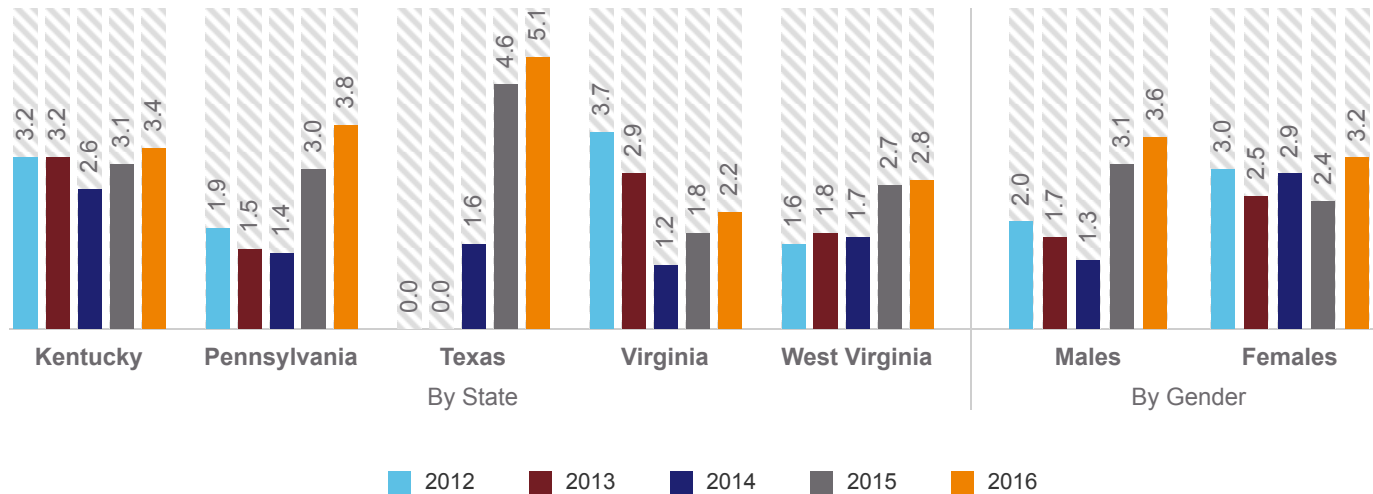 3.2 3.2 2.6 3.1 3.4 1.9 1.5 1.4 3.0 3.8 0.0 0.0 1.6 4.6 5.1 3.7 2.9 1.2 1.8 2.2 1.6 1.8 1.7 2.7 2.8 2.0 1.7 1.3 3.1 3.6 3.0 2.5 2.9 2.4 3.2
Kentucky Pennsylvania Texas Virginia West Virginia Males Females
By State By Gender
2012 2013 2014 2015 2016